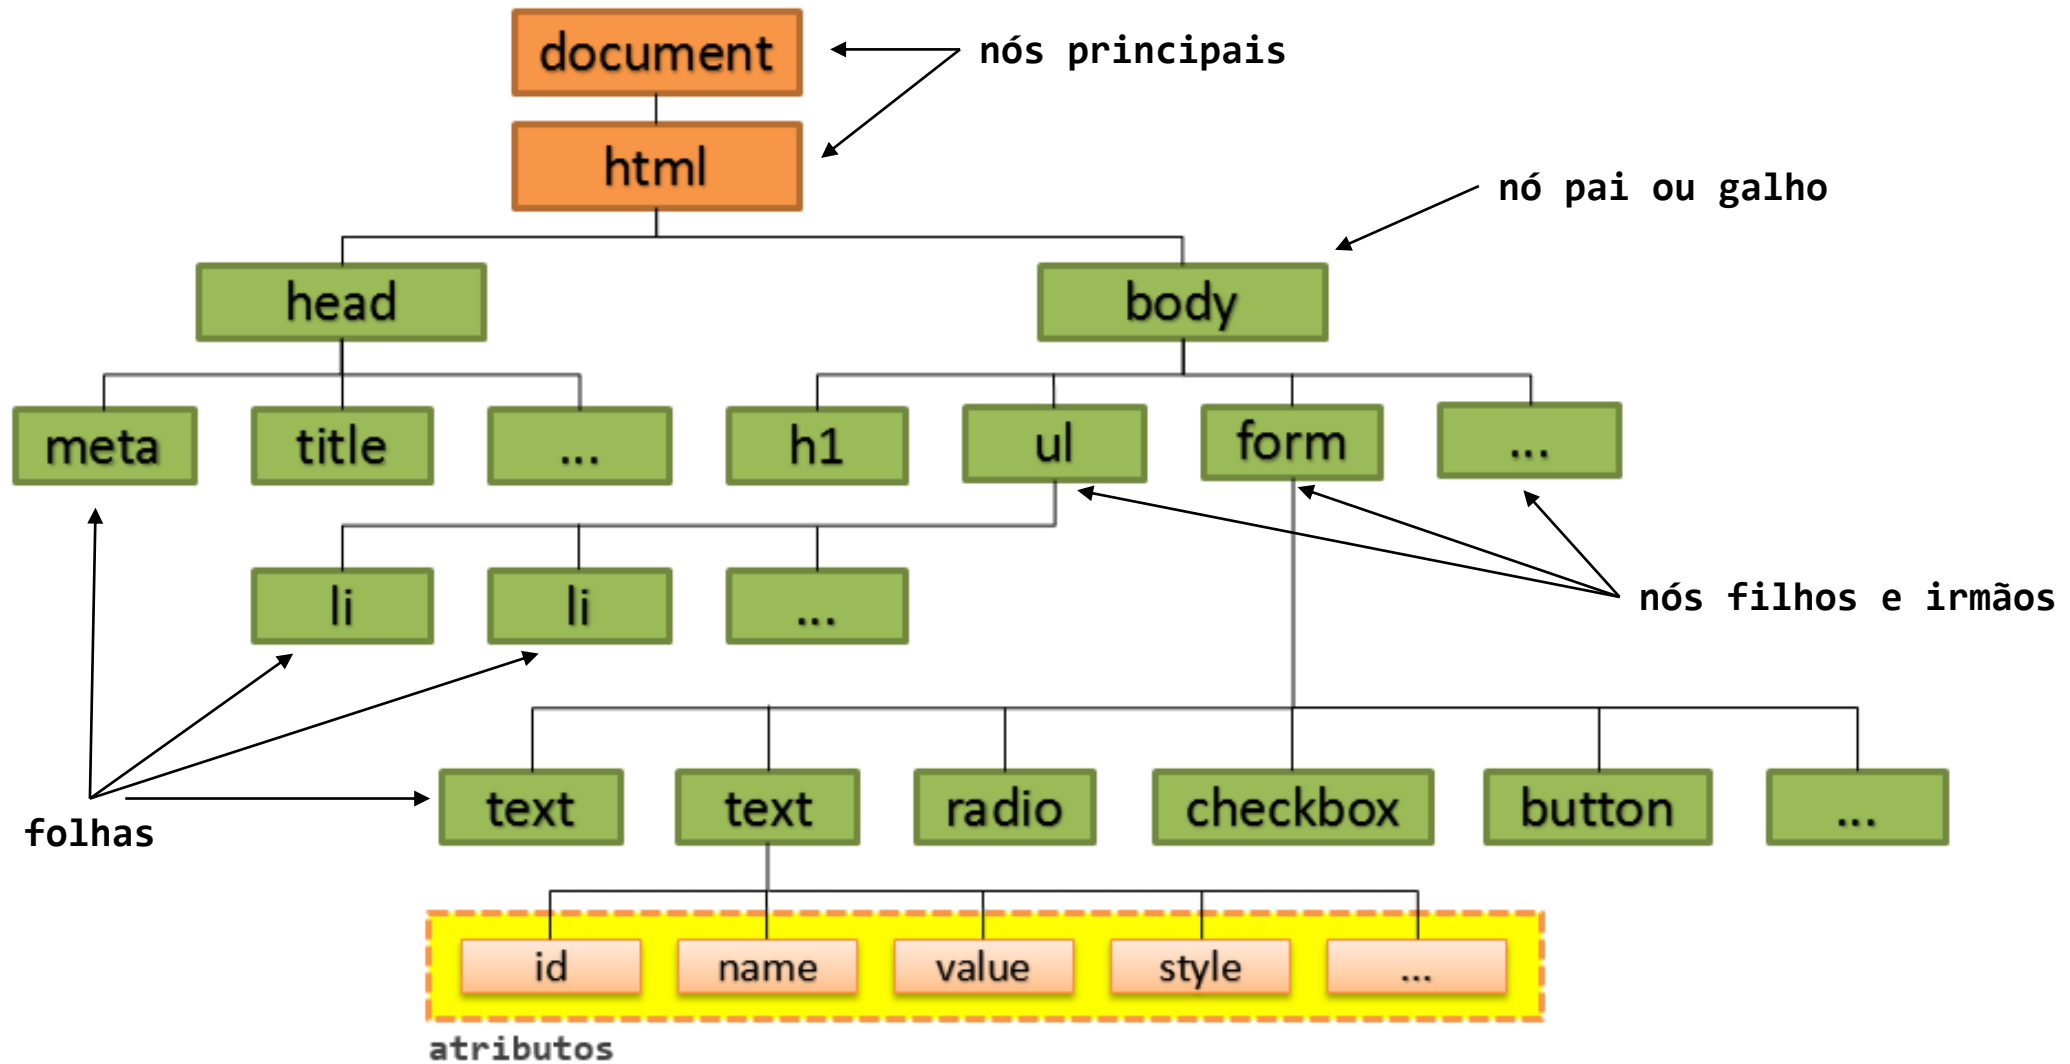 document
nós principais
html
nó pai ou galho
head
body
meta
title
...
h1
ul
form
...
li
li
...
nós filhos e irmãos
text
text
radio
checkbox
button
...
folhas
id
name
value
style
...
atributos